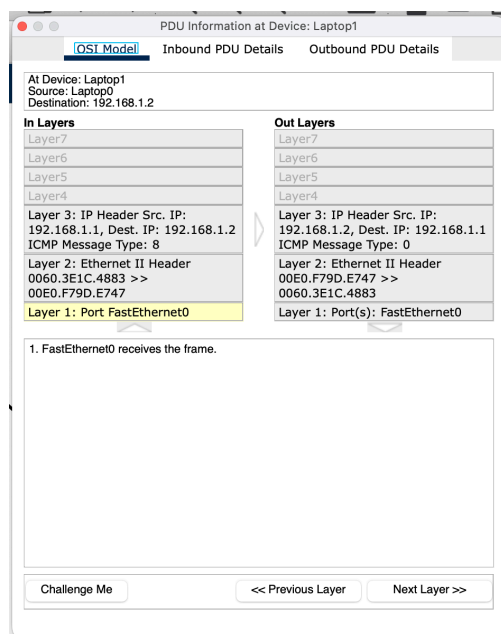 PDU Information at Device: Laptop1
OSI Model Inbound PDU Details Outbound PDU Details
At Device: Laptop1
Source: Laptop0
Destination: 192.168.1.2
In Layers
Layer7
Layer6
Layer5
Layer4
Layer 3: IP Header Src. IP:
192.168.1.1, Dest. IP: 192.168.1.2
ICMP Message Type: 8
Layer 2: Ethernet II Header
0060.3E1C.4883 >>
00E0.F79D.E747
Layer 1: Port FastEthernet0
Out Layers
Layer7
Layer6
Layer5
Layer4
Layer 3: IP Header Src. IP:
192.168.1.2, Dest. IP: 192.168.1.1
ICMP Message Type: 0
Layer 2: Ethernet II Header
00E0.F79D.E747 >>
0060.3E1C.4883
Layer 1: Port(s): FastEthernet0
1. FastEthernet0 receives the frame.
Challenge Me << Previous Layer Next Layer >>